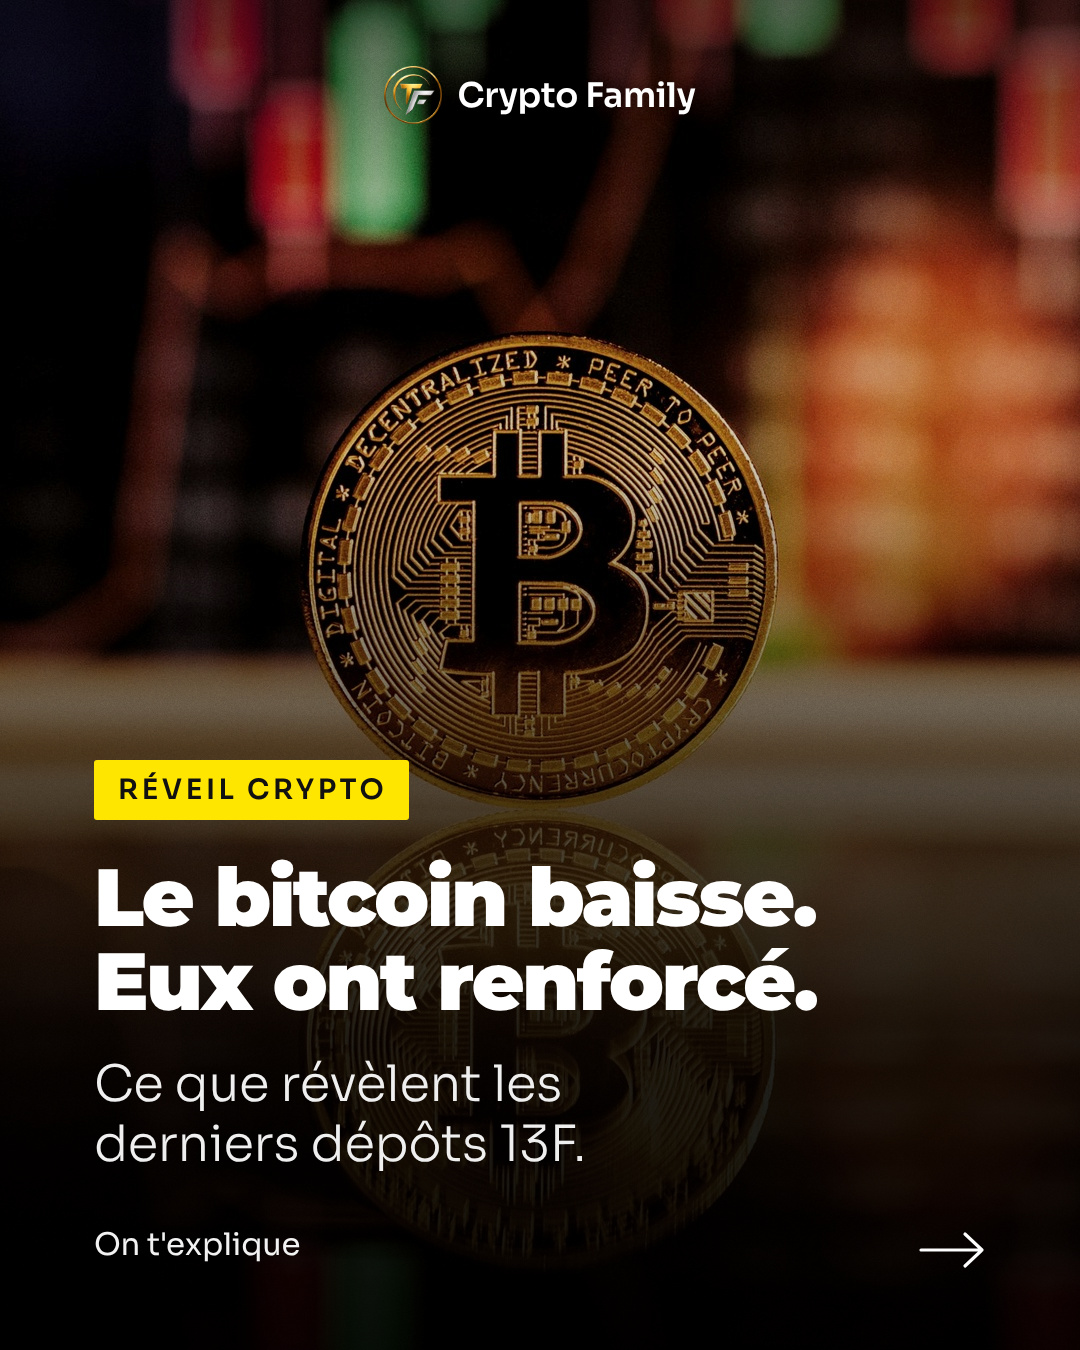 TF
Crypto Family
DIGITAL * DECENTRALIZED * PEER TO PEER *
BITCOIN * CRYPTOCURRENCY *
RÉVEIL CRYPTO
Le bitcoin baisse.
Eux ont renforcé.
Ce que révèlent les
derniers dépôts 13F.
On t'explique